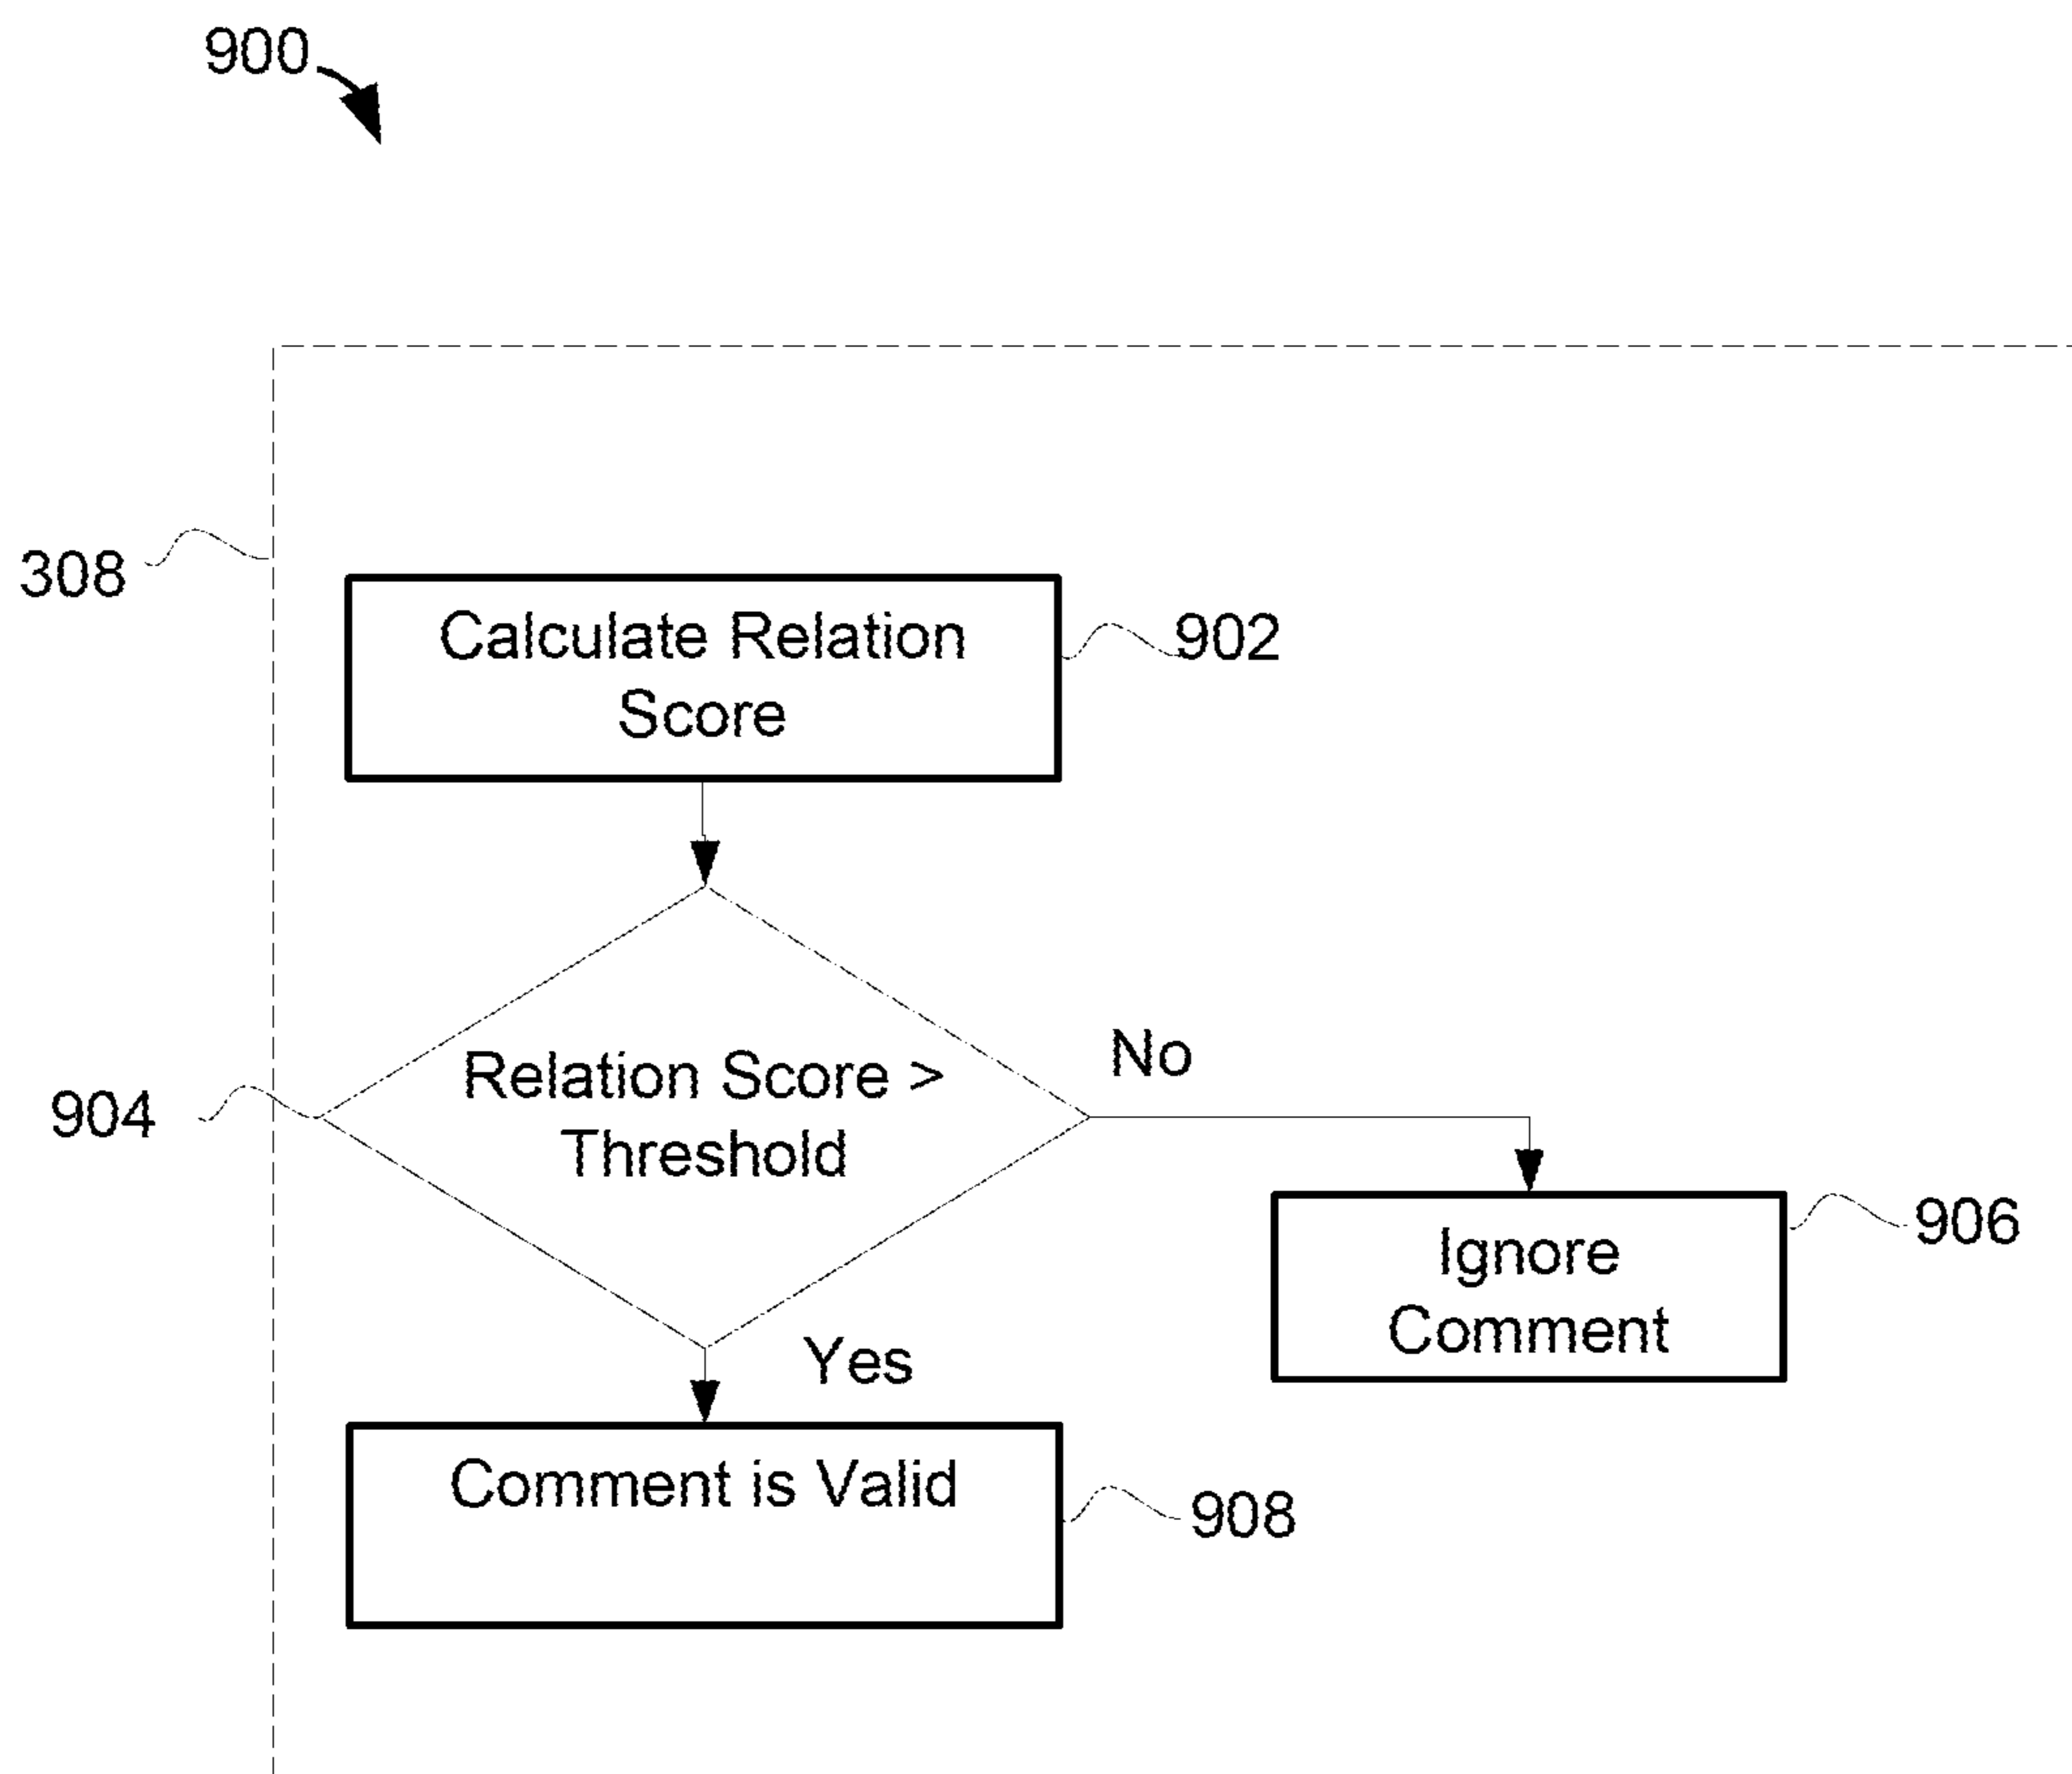 900
308
Calculate Relation
Score
902
904
Relation Score >
Threshold
No
Ignore
Comment
906
Yes
Comment is Valid
908